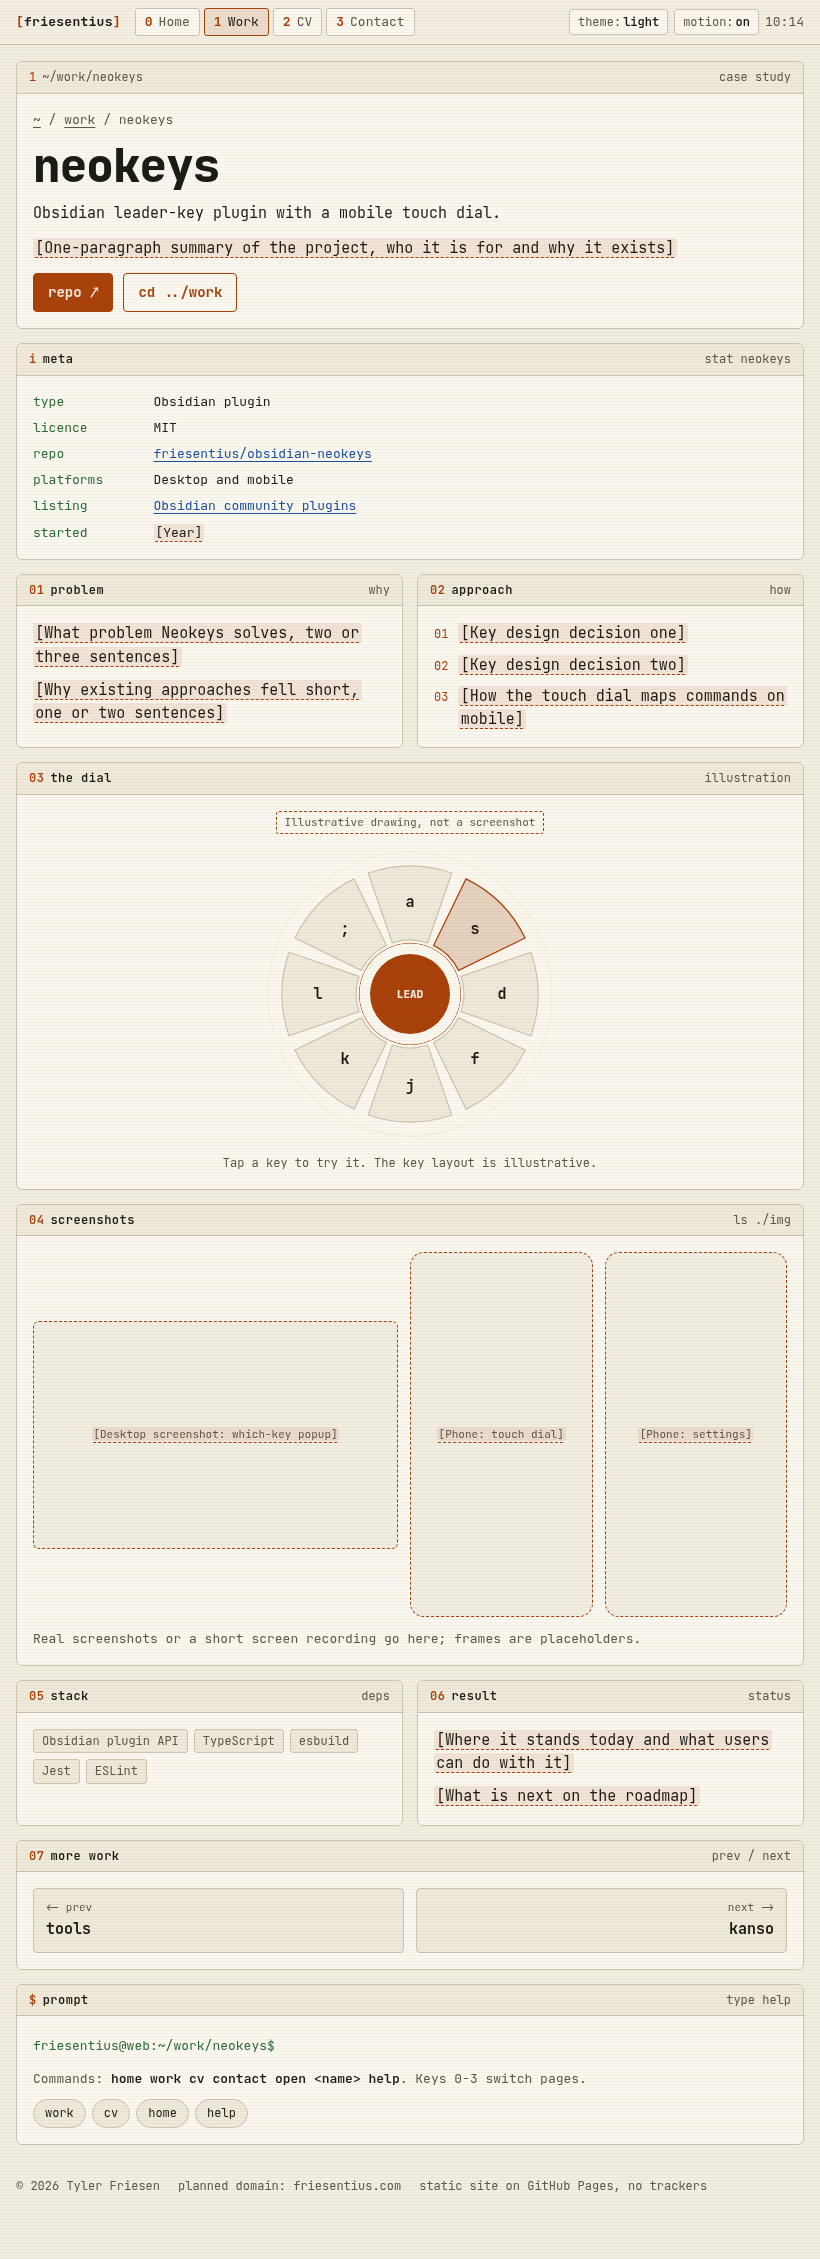 [friesentius] 0 Home 1 Work 2 CV 3 Contact theme:light motion:on 10:14
1 ~/work/neokeys case study
~ / work / neokeys
neokeys
Obsidian leader-key plugin with a mobile touch dial.
[One-paragraph summary of the project, who it is for and why it exists]
repo ↗ cd ../work
i meta stat neokeys
type Obsidian plugin
licence MIT
repo friesentius/obsidian-neokeys
platforms Desktop and mobile
listing Obsidian community plugins
started [Year]
01 problem why
[What problem Neokeys solves, two or
three sentences]
[Why existing approaches fell short,
one or two sentences]
02 approach how
01 [Key design decision one]
02 [Key design decision two]
03 [How the touch dial maps commands on
mobile]
03 the dial illustration
Illustrative drawing, not a screenshot
a
s
d
f
j
k
l
;
LEAD
Tap a key to try it. The key layout is illustrative.
04 screenshots ls ./img
[Desktop screenshot: which-key popup] [Phone: touch dial] [Phone: settings]
Real screenshots or a short screen recording go here; frames are placeholders.
05 stack deps
Obsidian plugin API TypeScript esbuild
Jest ESLint
06 result status
[Where it stands today and what users
can do with it]
[What is next on the roadmap]
07 more work prev / next
← prev
tools
next →
kanso
$ prompt type help
friesentius@web:~/work/neokeys$
Commands: home work cv contact open <name> help. Keys 0-3 switch pages.
work cv home help
© 2026 Tyler Friesen planned domain: friesentius.com static site on GitHub Pages, no trackers